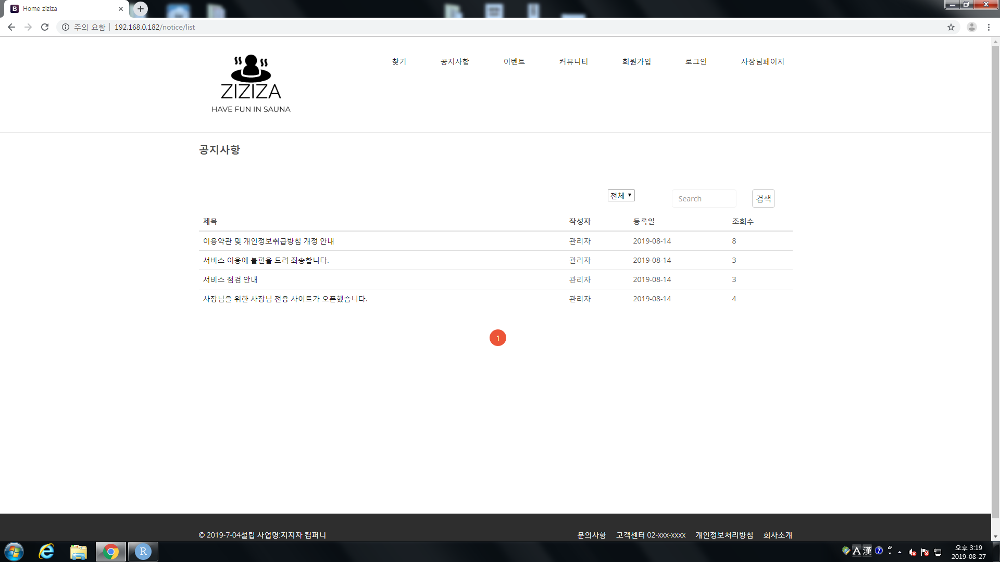 B Home ziziza
주의 요함 192.168.0.182/notice/list
찾기 공지사항 이벤트 커뮤니티 회원가입 로그인 사장님페이지
ZIZIZA
HAVE FUN IN SAUNA
공지사항
전체 Search 검색
제목 작성자 등록일 조회수
이용약관 및 개인정보취급방침 개정 안내 관리자 2019-08-14 8
서비스 이용에 불편을 드려 죄송합니다. 관리자 2019-08-14 3
서비스 점검 안내 관리자 2019-08-14 3
사장님을 위한 사장님 전용 사이트가 오픈했습니다. 관리자 2019-08-14 4
1
© 2019-7-04설립 사업명:지지자 컴퍼니 문의사항 고객센터 02-xxx-xxxx 개인정보처리방침 회사소개
R A 漢 ? 오후 3:19
2019-08-27